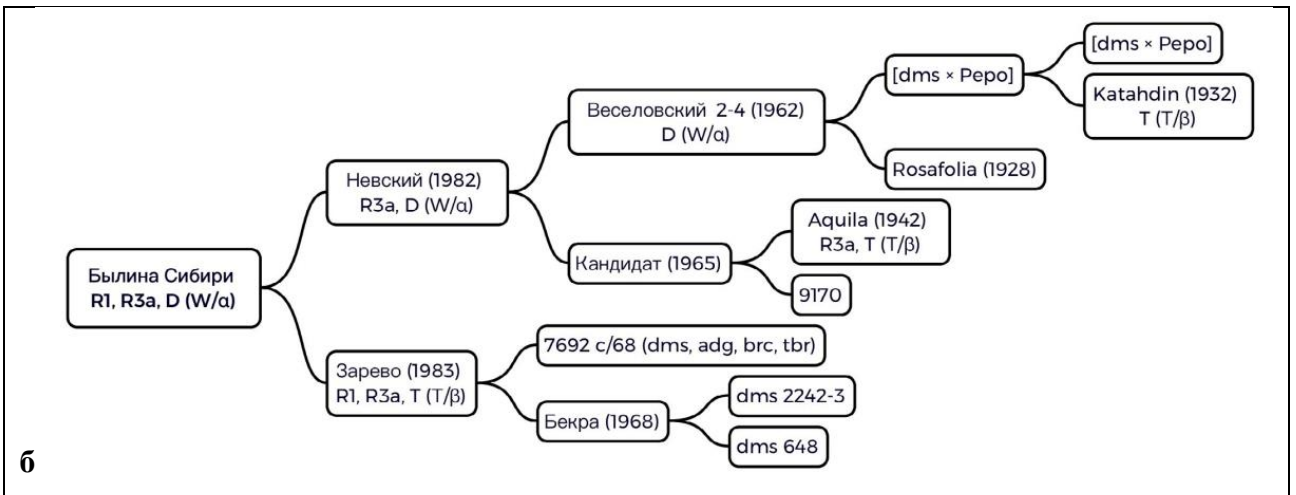 [dms × Pepo]
[dms × Pepo]
Katahdin (1932)
T (T/β)
Веселовский 2-4 (1962)
D (W/α)
Rosafolia (1928)
Невский (1982)
R3a, D (W/α)
Aquila (1942)
R3a, T (T/β)
Кандидат (1965)
9170
Былина Сибири
R1, R3a, D (W/α)
7692 c/68 (dms, adg, brc, tbr)
Зарево (1983)
R1, R3a, T (T/β)
dms 2242-3
Бекра (1968)
dms 648
б